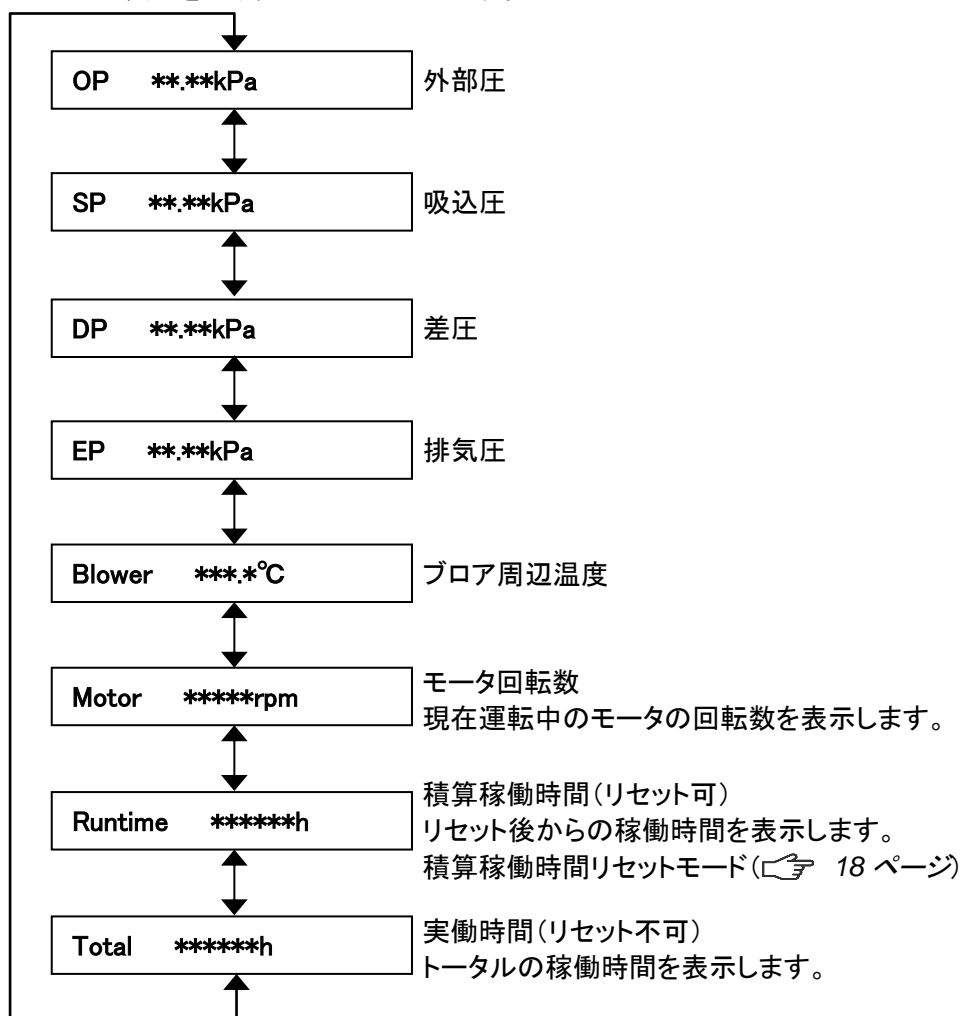 OP **.**kPa 外部圧
SP **.**kPa 吸込圧
DP **.**kPa 差圧
EP **.**kPa 排気圧
Blower ***.*℃ ブロア周辺温度
Motor *****rpm
モータ回転数
現在運転中のモータの回転数を表示します。
Runtime ******h
積算稼働時間(リセット可)
リセット後からの稼働時間を表示します。
積算稼働時間リセットモード(☞ 18 ページ)
Total ******h
実働時間(リセット不可)
トータルの稼働時間を表示します。